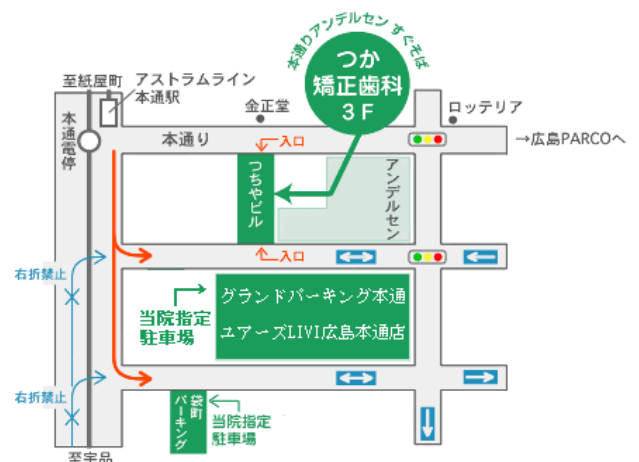 本通りアンデルセン すぐそば
つか
矯正歯科
3F
至紙屋町
アストラムライン
本通駅
金正堂
ロッテリア
本通電停
本通り
入口
→広島PARCOへ
つちやビル
アンデルセン
入口
右折禁止
当院指定
駐車場
グランドパーキング本通
ユアーズLIVI広島本通店
右折禁止
袋町
パーキング
当院指定
駐車場
至宇品